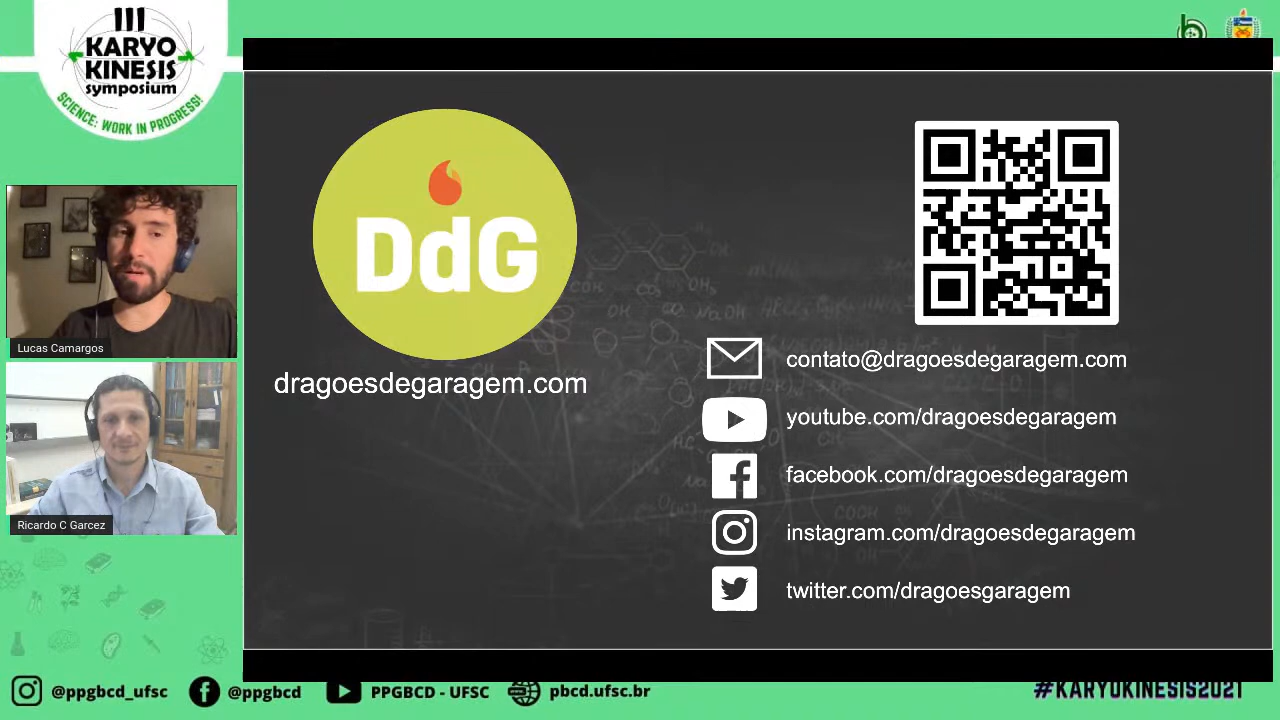 III
KARYO
KINESIS
symposium
SCIENCE: WORK IN PROGRESS!
Lucas Camargos
Ricardo C Garcez
DdG
dragoesdegaragem.com
contato@dragoesdegaragem.com
youtube.com/dragoesdegaragem
facebook.com/dragoesdegaragem
instagram.com/dragoesdegaragem
twitter.com/dragoesgaragem
@ppgbcd_ufsc
@ppgbcd
PPGBCD - UFSC
pbcd.ufsc.br
#KARYOKINESIS2021